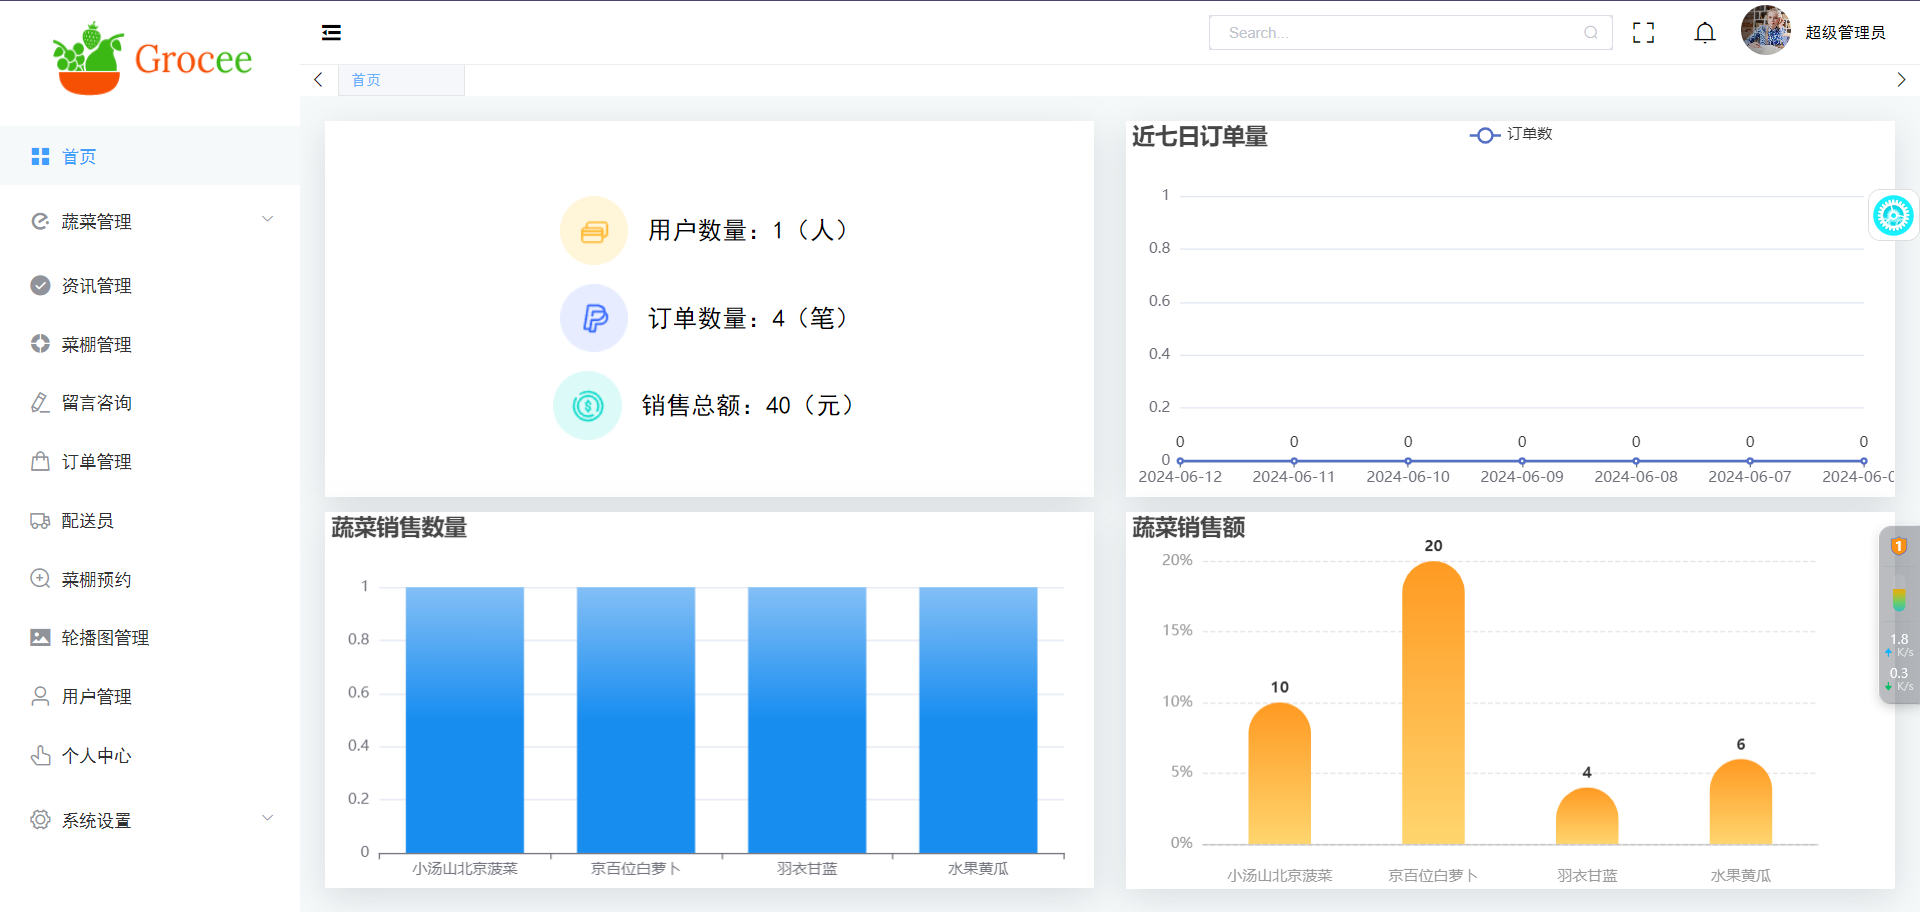 Grocee
Search...
超级管理员
首页
首页
蔬菜管理
资讯管理
菜棚管理
留言咨询
订单管理
配送员
菜棚预约
轮播图管理
用户管理
个人中心
系统设置
用户数量：1（人）
订单数量：4（笔）
销售总额：40（元）
近七日订单量
订单数
1
0.8
0.6
0.4
0.2
0
0 0 0 0 0 0 0
2024-06-12 2024-06-11 2024-06-10 2024-06-09 2024-06-08 2024-06-07 2024-06-0
蔬菜销售数量
1
0.8
0.6
0.4
0.2
0
小汤山北京菠菜 京百位白萝卜 羽衣甘蓝 水果黄瓜
蔬菜销售额
20%
15%
10%
5%
0%
10 20 4 6
小汤山北京菠菜 京百位白萝卜 羽衣甘蓝 水果黄瓜
1
1.8
K/s
0.3
K/s